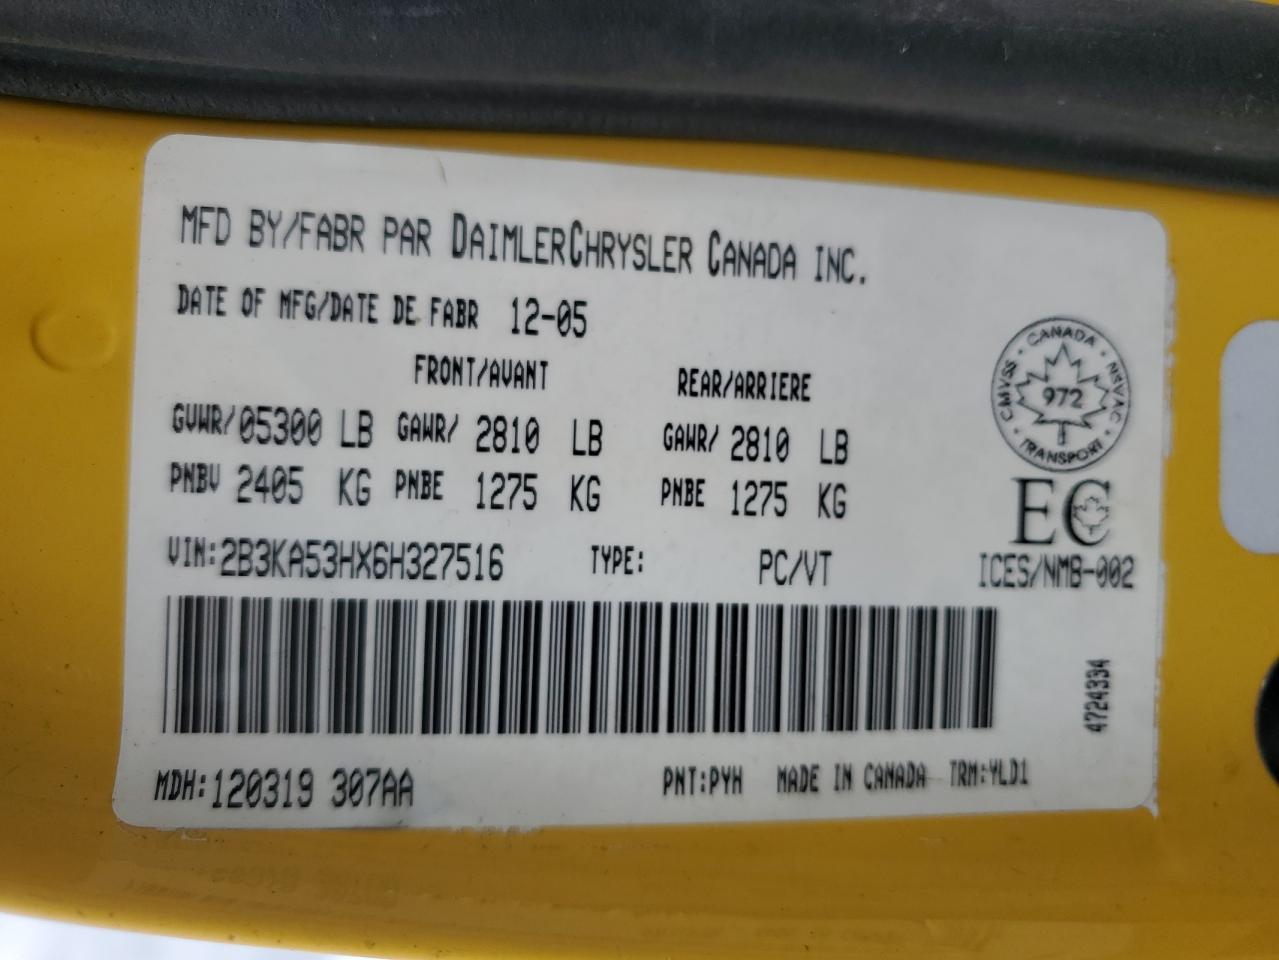 MFD BY/FABR PAR DAIMLERCHRYSLER CANADA INC.
DATE OF MFG/DATE DE FABR 12-05
FRONT/AVANT REAR/ARRIERE
GVWR/05300 LB GAWR/ 2810 LB GAWR/ 2810 LB
PNBV 2405 KG PNBE 1275 KG PNBE 1275 KG
VIN:2B3KA53HX6H327516 TYPE: PC/VT
CANADA · NSVAC · TRANSPORT · CMVSS ·
972
EC
ICES/NMB-002
4724334
MDH:120319 307AA PNT:PYH MADE IN CANADA TRM:YLD1